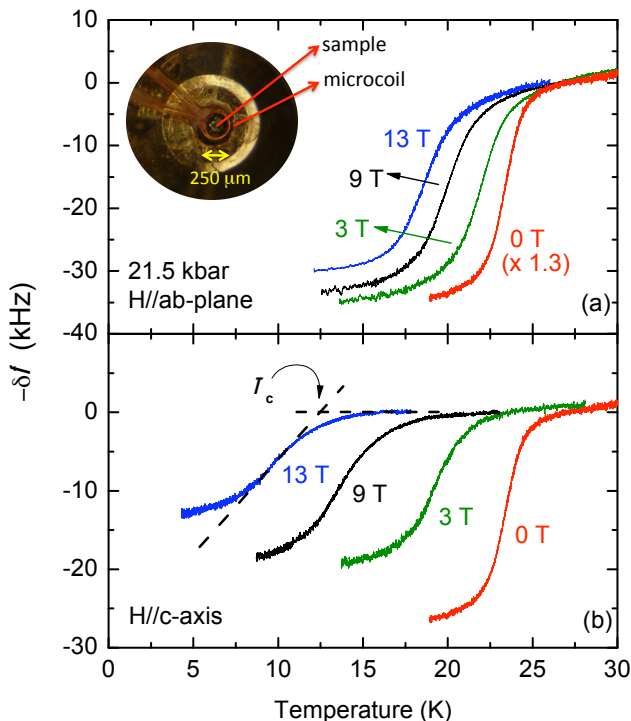 sample
microcoil
250 μm
13 T
9 T
3 T
0 T
(x 1.3)
21.5 kbar
H//ab-plane
(a)
10
0
-10
-20
-30
-40
−δf (kHz)
T c
13 T
9 T
3 T
0 T
H//c-axis
(b)
0
-10
-20
-30
0 5 10 15 20 25 30
Temperature (K)